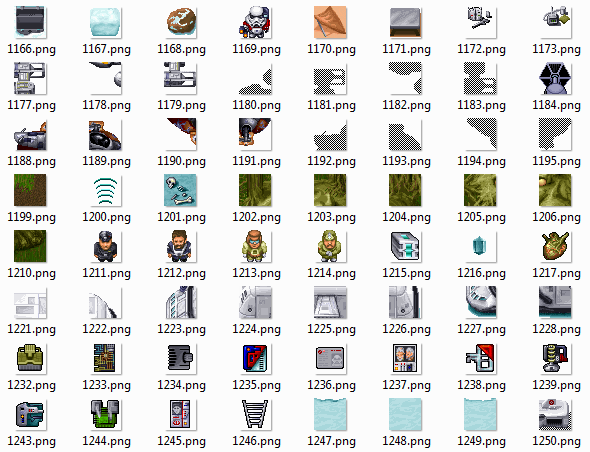 1166.png 1167.png 1168.png 1169.png 1170.png 1171.png 1172.png 1173.png
1177.png 1178.png 1179.png 1180.png 1181.png 1182.png 1183.png 1184.png
1188.png 1189.png 1190.png 1191.png 1192.png 1193.png 1194.png 1195.png
1199.png 1200.png 1201.png 1202.png 1203.png 1204.png 1205.png 1206.png
1210.png 1211.png 1212.png 1213.png 1214.png 1215.png 1216.png 1217.png
1221.png 1222.png 1223.png 1224.png 1225.png 1226.png 1227.png 1228.png
1232.png 1233.png 1234.png 1235.png 1236.png 1237.png 1238.png 1239.png
1243.png 1244.png 1245.png 1246.png 1247.png 1248.png 1249.png 1250.png